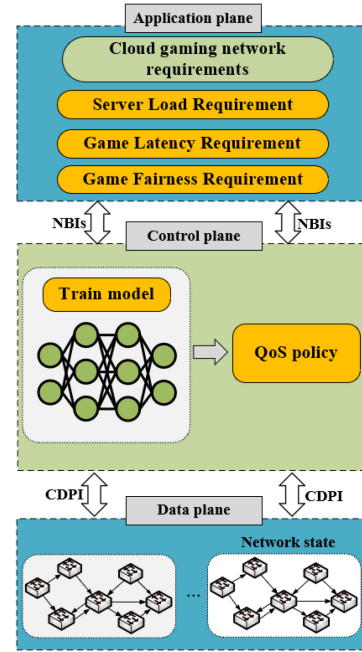 Application plane
Cloud gaming network
requirements
Server Load Requirement
Game Latency Requirement
Game Fairness Requirement
NBIs
NBIs
Control plane
Train model
QoS policy
CDPI
CDPI
Data plane
Network state
...